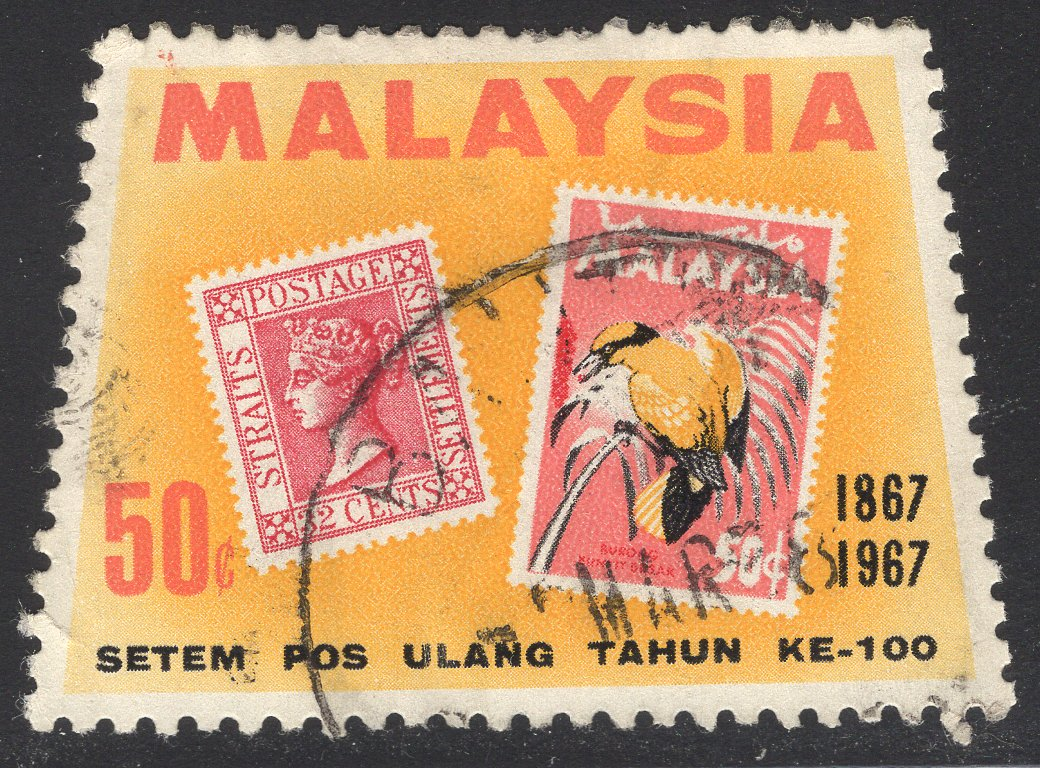 MALAYSIA
POSTAGE
STRAITS
SETTLEMENTS
32 CENTS
MALAYSIA
50¢
50¢
1867
1967
SETEM POS ULANG TAHUN KE-100